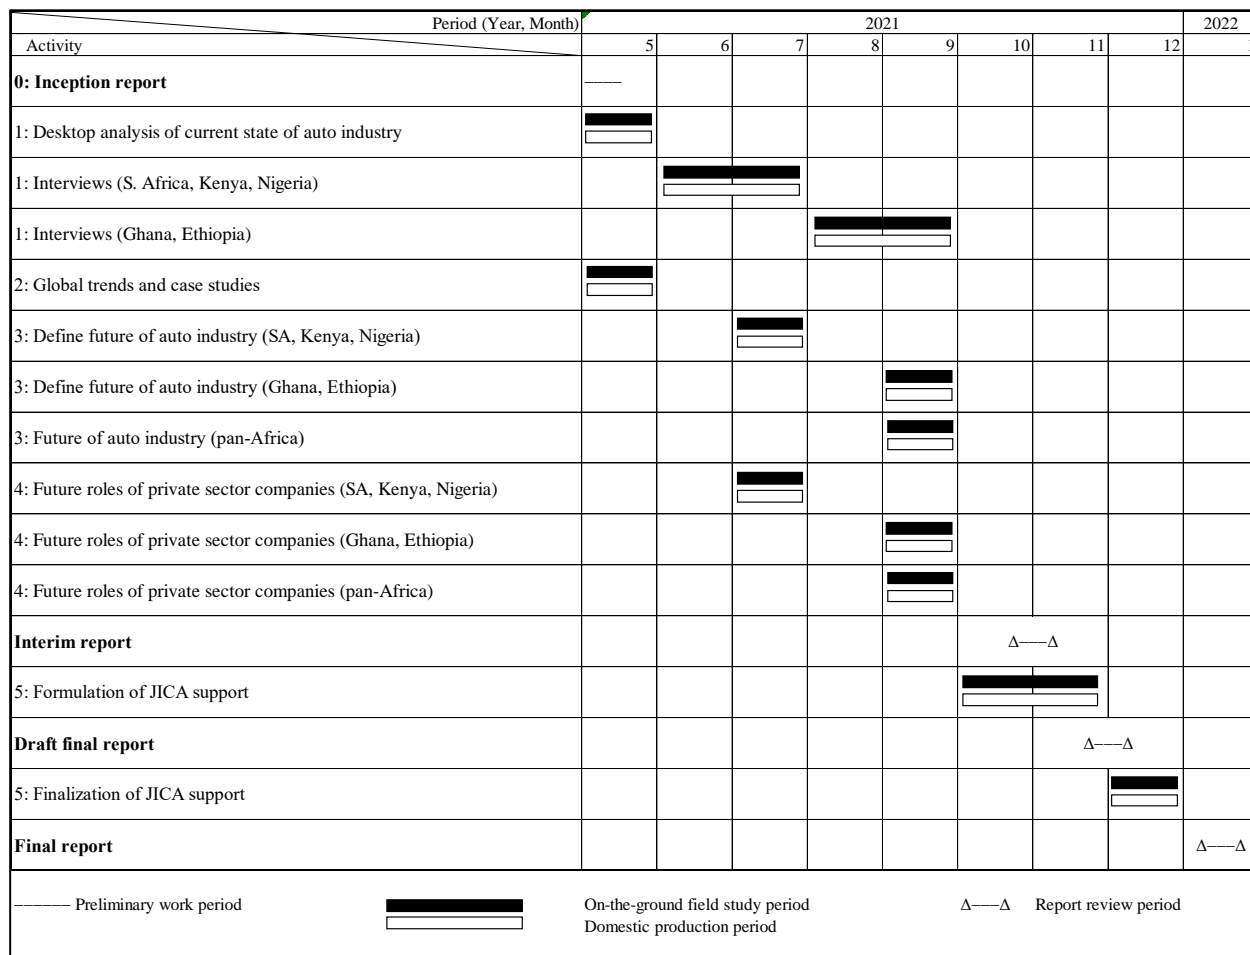 Period (Year, Month) 2021 2022
Activity 5 6 7 8 9 10 11 12
0: Inception report ----
1: Desktop analysis of current state of auto industry
1: Interviews (S. Africa, Kenya, Nigeria)
1: Interviews (Ghana, Ethiopia)
2: Global trends and case studies
3: Define future of auto industry (SA, Kenya, Nigeria)
3: Define future of auto industry (Ghana, Ethiopia)
3: Future of auto industry (pan-Africa)
4: Future roles of private sector companies (SA, Kenya, Nigeria)
4: Future roles of private sector companies (Ghana, Ethiopia)
4: Future roles of private sector companies (pan-Africa)
Interim report Δ---Δ
5: Formulation of JICA support
Draft final report Δ---Δ
5: Finalization of JICA support
Final report Δ---Δ
------ Preliminary work period On-the-ground field study period Δ---Δ Report review period
Domestic production period